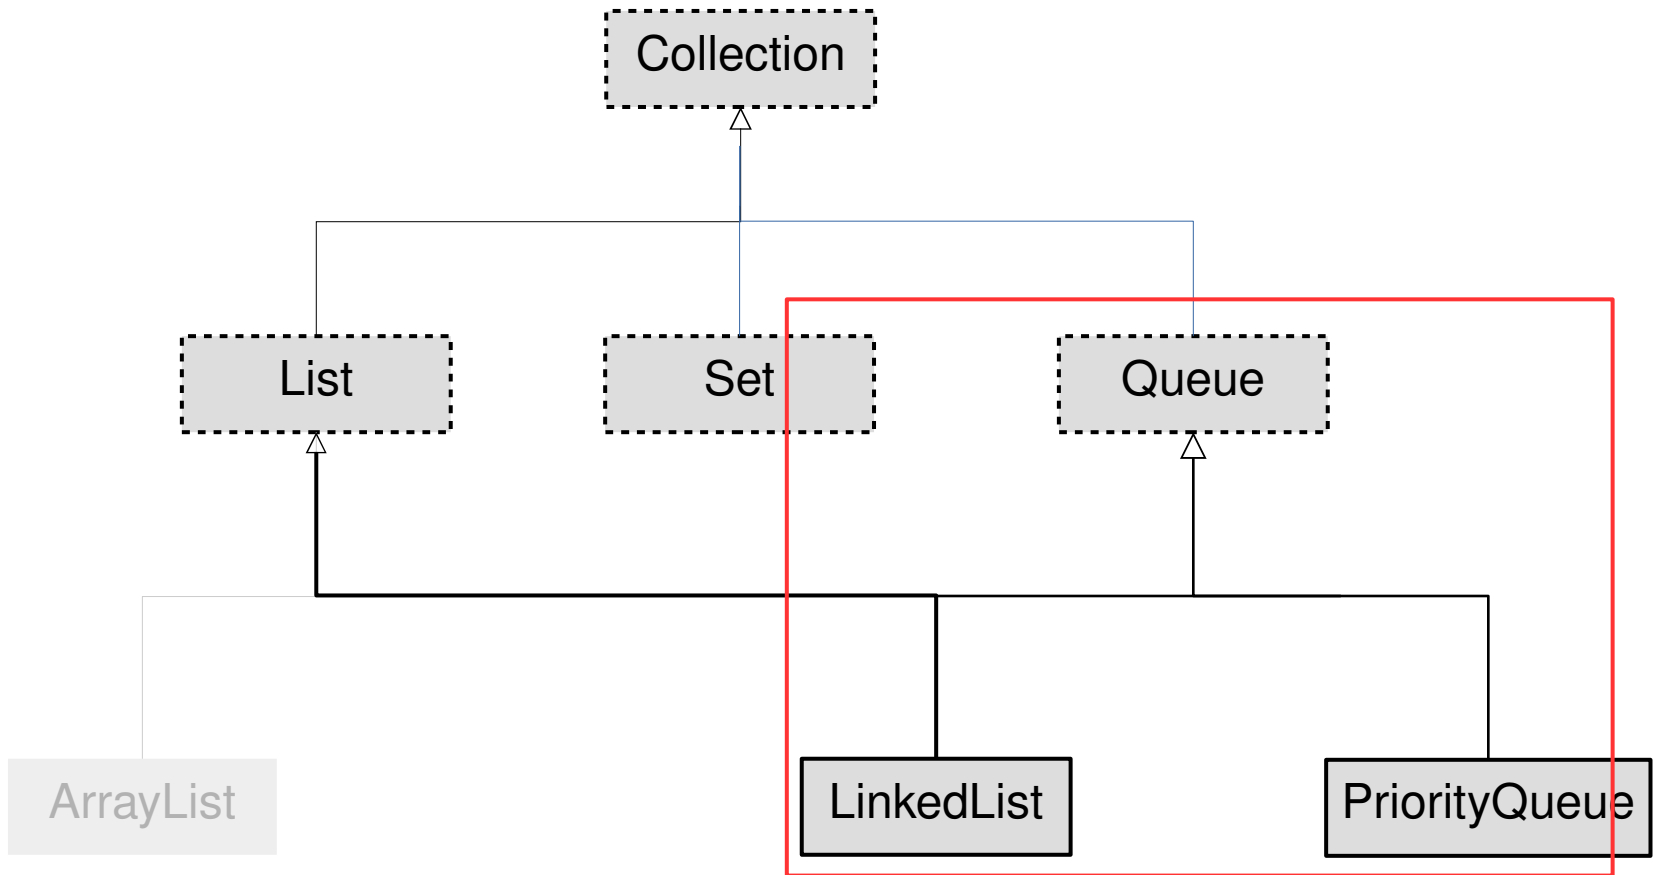 Collection
List
Set
Queue
ArrayList
LinkedList
PriorityQueue